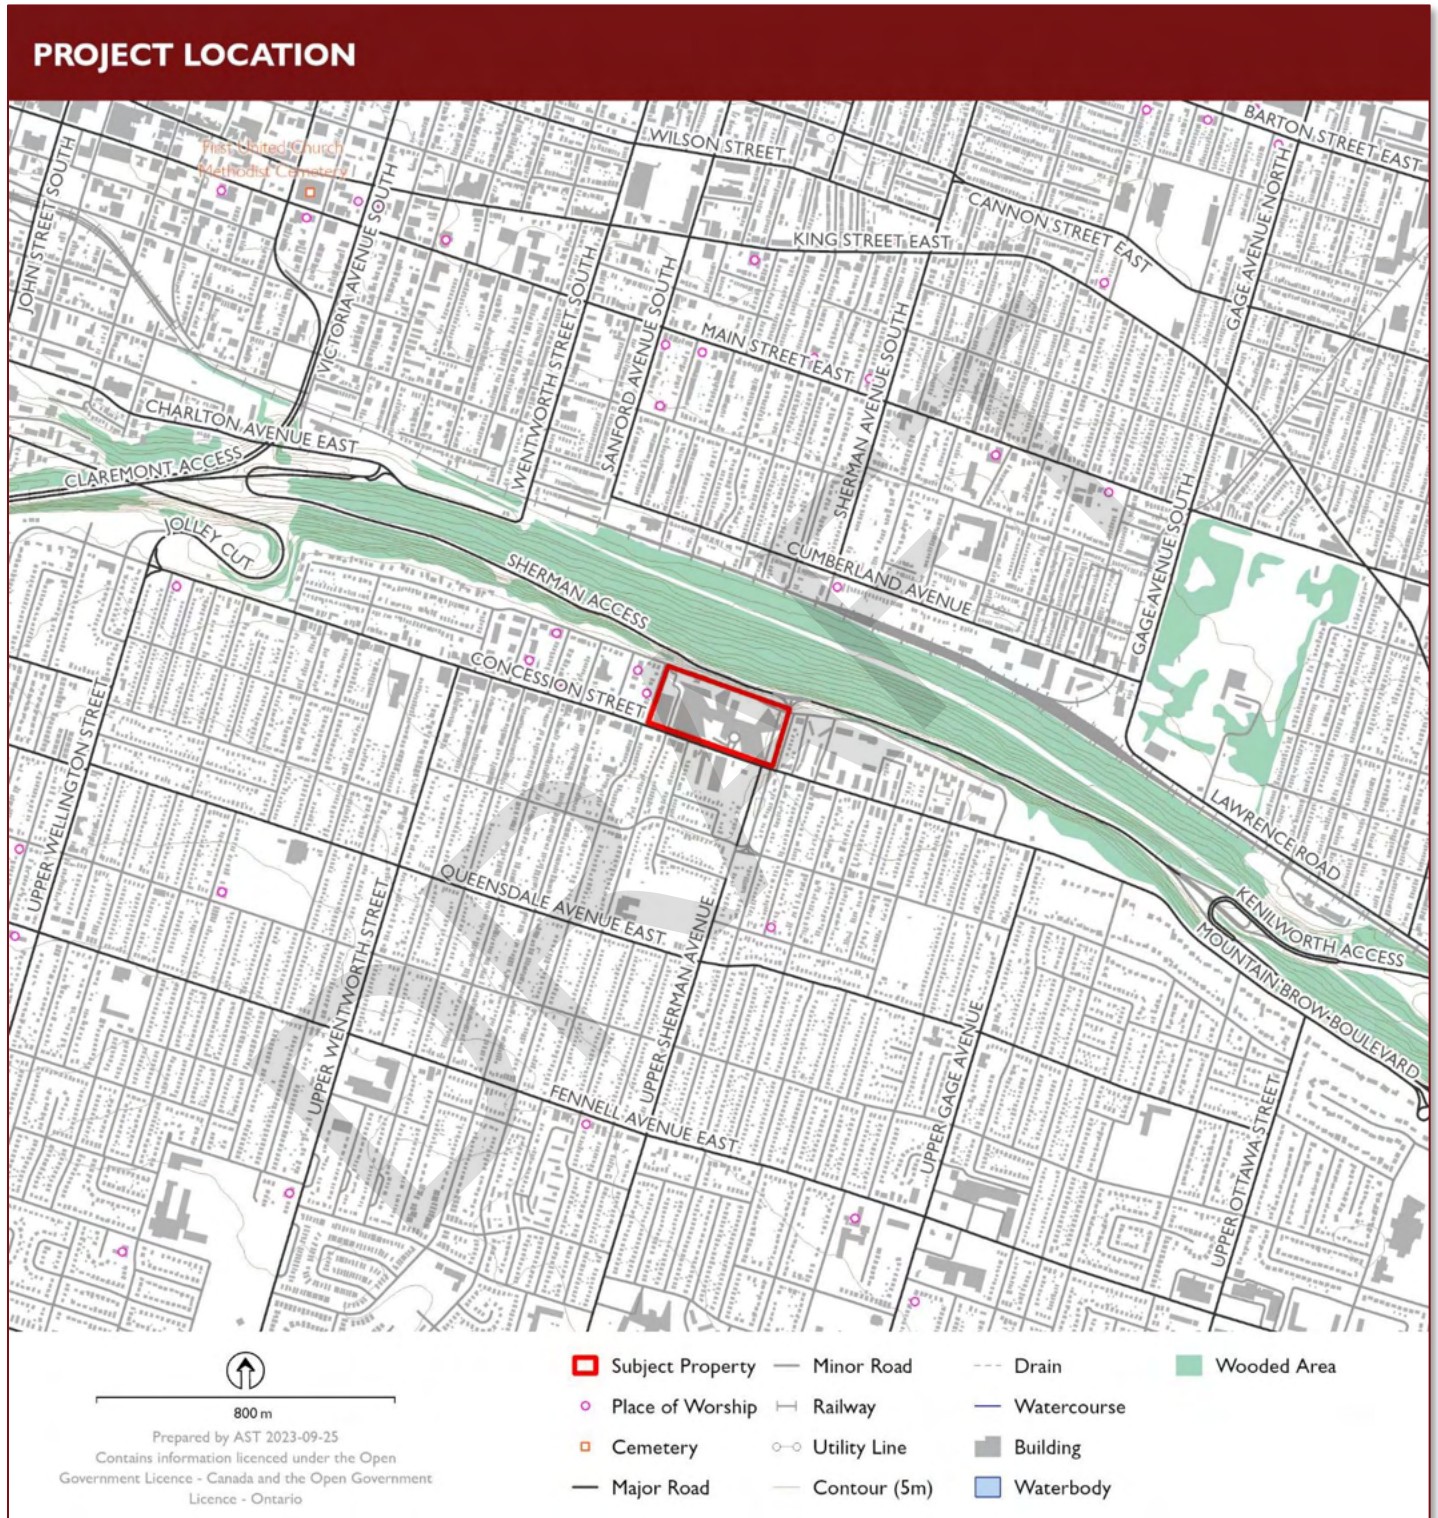 PROJECT LOCATION
BARTON STREET EAST
WILSON STREET
First United Church
Methodist Cemetery
JOHN STREET SOUTH
VICTORIA AVENUE SOUTH
CANNON STREET EAST
GAGE AVENUE NORTH
KING STREET EAST
WENTWORTH STREET SOUTH
SANFORD AVENUE SOUTH
MAIN STREET EAST
SHERMAN AVENUE SOUTH
CHARLTON AVENUE EAST
CLAREMONT ACCESS
JOLLEY CUT
GAGE AVENUE SOUTH
SHERMAN ACCESS
CUMBERLAND AVENUE
CONCESSION STREET
UPPER WELLINGTON STREET
LAWRENCE ROAD
QUEENSDALE AVENUE EAST
KENILWORTH ACCESS
MOUNTAIN BROW BOULEVARD
UPPER WENTWORTH STREET
UPPER SHERMAN AVENUE
UPPER GAGE AVENUE
FENNELL AVENUE EAST
UPPER OTTAWA STREET
DRAFT
800 m
Prepared by AST 2023-09-25
Contains information licenced under the Open
Government Licence - Canada and the Open Government
Licence - Ontario
Subject Property
Place of Worship
Cemetery
Major Road
Minor Road
Railway
Utility Line
Contour (5m)
Drain
Watercourse
Building
Waterbody
Wooded Area